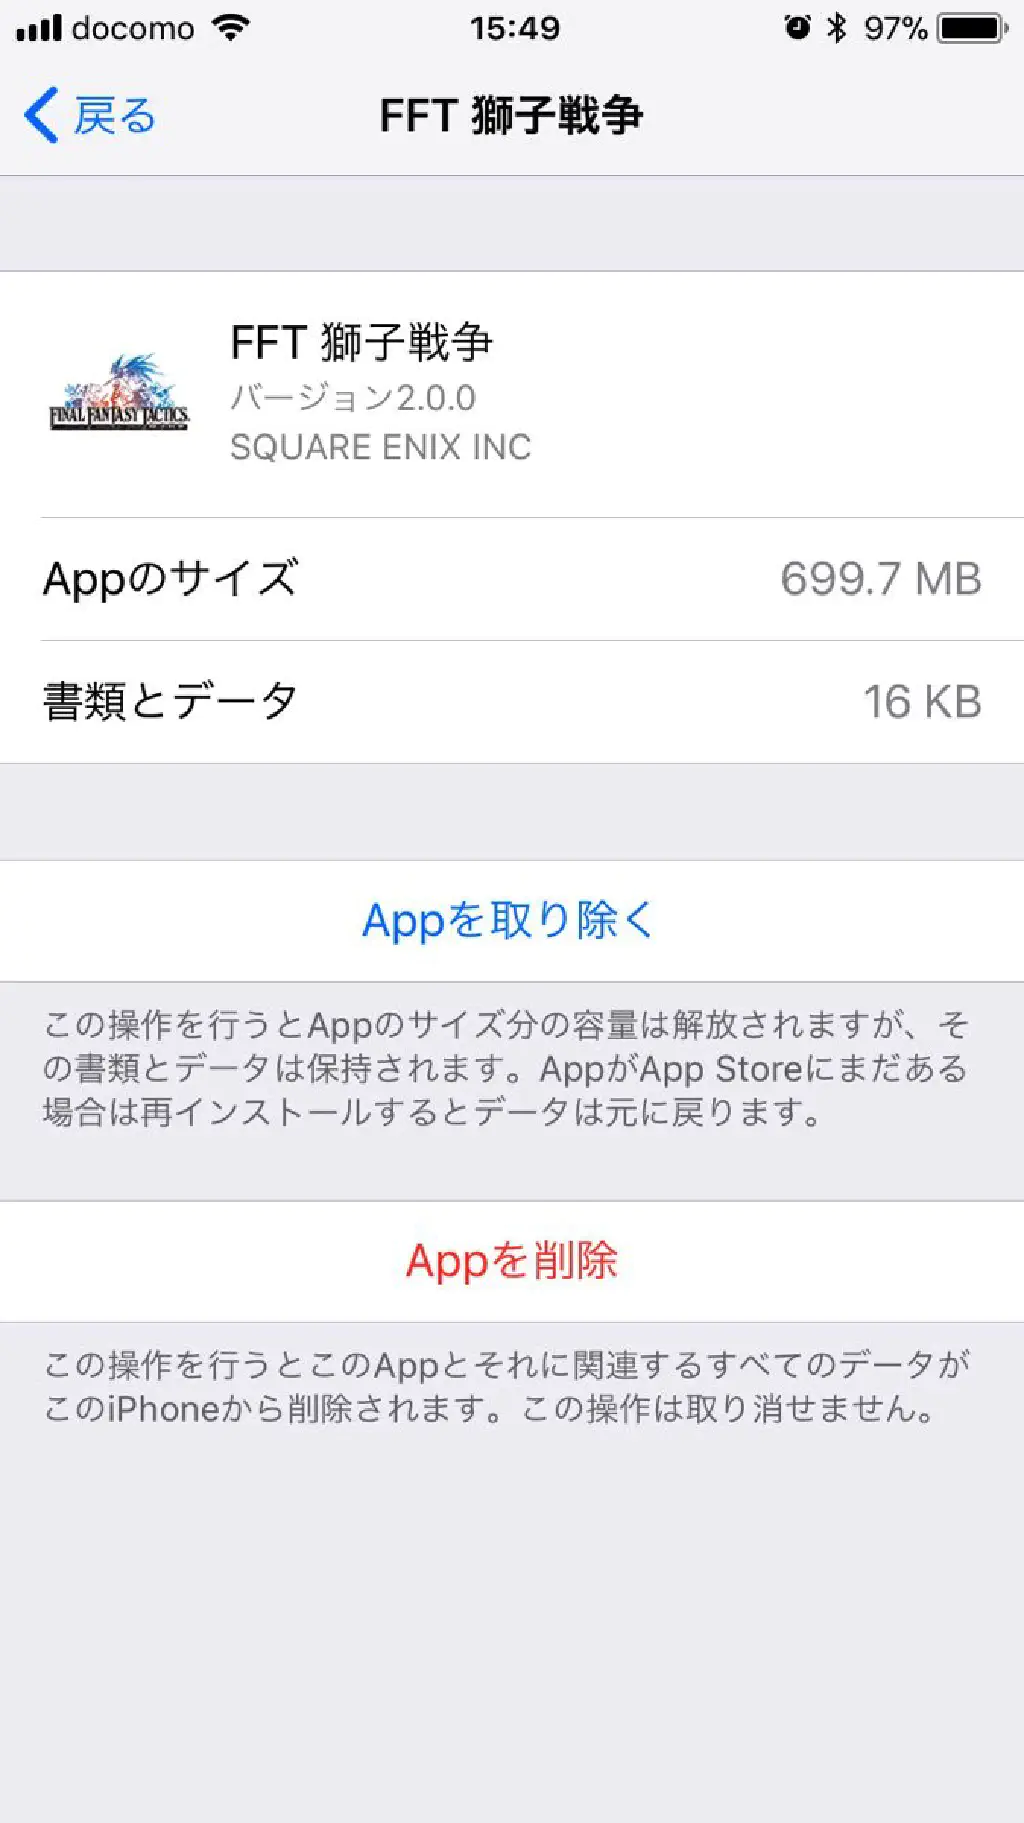 docomo 15:49 97%
戻る FFT 獅子戦争
FFT 獅子戦争
バージョン2.0.0
FINAL FANTASY TACTICS.
SQUARE ENIX INC
Appのサイズ 699.7 MB
書類とデータ 16 KB
Appを取り除く
この操作を行うとAppのサイズ分の容量は解放されますが、そ
の書類とデータは保持されます。AppがApp Storeにまだある
場合は再インストールするとデータは元に戻ります。
Appを削除
この操作を行うとこのAppとそれに関連するすべてのデータが
このiPhoneから削除されます。この操作は取り消せません。